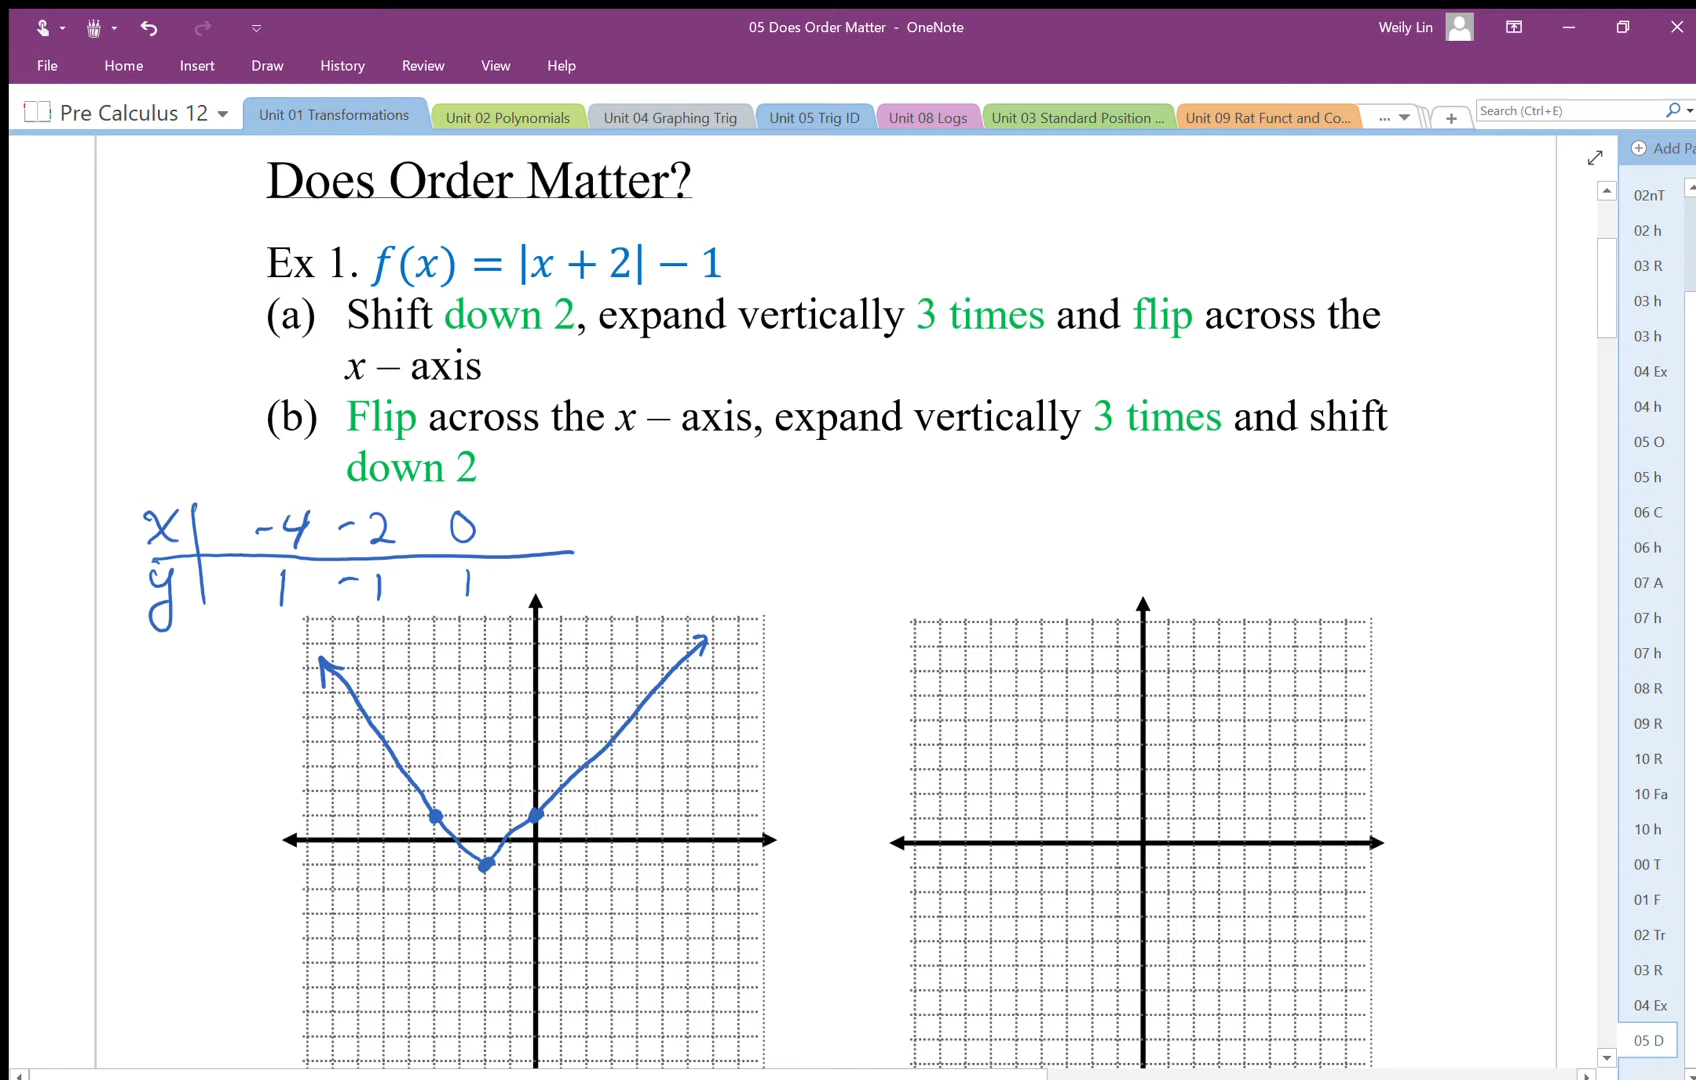 05 Does Order Matter - OneNote
Weily Lin
File Home Insert Draw History Review View Help
Pre Calculus 12
Unit 01 Transformations
Unit 02 Polynomials
Unit 04 Graphing Trig
Unit 05 Trig ID
Unit 08 Logs
Unit 03 Standard Position ...
Unit 09 Rat Funct and Co...
...
Search (Ctrl+E)
Does Order Matter?
Ex 1. f(x) = |x + 2| − 1
(a) Shift down 2, expand vertically 3 times and flip across the
x – axis
(b) Flip across the x – axis, expand vertically 3 times and shift
down 2
x | -4 -2 0
y | 1 -1 1
Add Pa
02nT
02 h
03 R
03 h
03 h
04 Ex
04 h
05 O
05 h
06 C
06 h
07 A
07 h
07 h
08 R
09 R
10 R
10 Fa
10 h
00 T
01 F
02 Tr
03 R
04 Ex
05 D